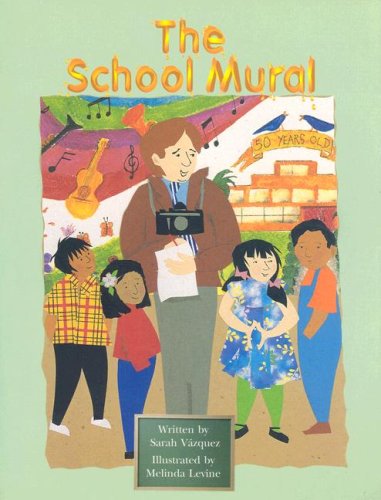 The
School Mural
50 YEARS OLD
Written by
Sarah Vázquez
Illustrated by
Melinda Levine